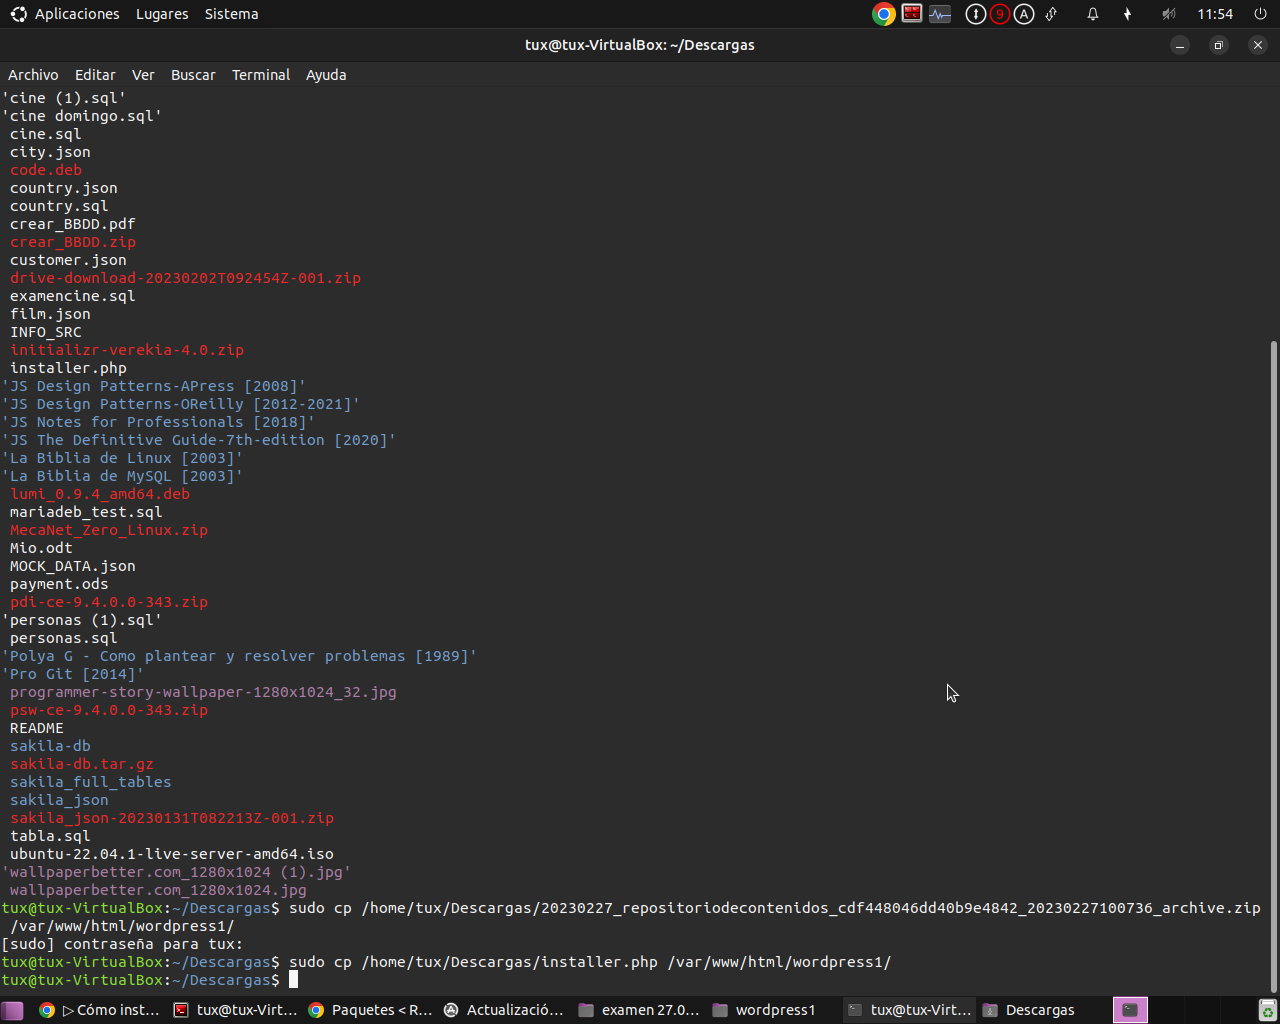 Aplicaciones Lugares Sistema 9 A 11:54
tux@tux-VirtualBox: ~/Descargas
Archivo Editar Ver Buscar Terminal Ayuda
'cine (1).sql'
'cine domingo.sql'
cine.sql
city.json
code.deb
country.json
country.sql
crear_BBDD.pdf
crear_BBDD.zip
customer.json
drive-download-20230202T092454Z-001.zip
examencine.sql
film.json
INFO_SRC
initializr-verekia-4.0.zip
installer.php
'JS Design Patterns-APress [2008]'
'JS Design Patterns-OReilly [2012-2021]'
'JS Notes for Professionals [2018]'
'JS The Definitive Guide-7th-edition [2020]'
'La Biblia de Linux [2003]'
'La Biblia de MySQL [2003]'
lumi_0.9.4_amd64.deb
mariadeb_test.sql
MecaNet_Zero_Linux.zip
Mio.odt
MOCK_DATA.json
payment.ods
pdi-ce-9.4.0.0-343.zip
'personas (1).sql'
personas.sql
'Polya G - Como plantear y resolver problemas [1989]'
'Pro Git [2014]'
programmer-story-wallpaper-1280x1024_32.jpg
psw-ce-9.4.0.0-343.zip
README
sakila-db
sakila-db.tar.gz
sakila_full_tables
sakila_json
sakila_json-20230131T082213Z-001.zip
tabla.sql
ubuntu-22.04.1-live-server-amd64.iso
'wallpaperbetter.com_1280x1024 (1).jpg'
wallpaperbetter.com_1280x1024.jpg
tux@tux-VirtualBox:~/Descargas$ sudo cp /home/tux/Descargas/20230227_repositoriodecontenidos_cdf448046dd40b9e4842_20230227100736_archive.zip
/var/www/html/wordpress1/
[sudo] contraseña para tux:
tux@tux-VirtualBox:~/Descargas$ sudo cp /home/tux/Descargas/installer.php /var/www/html/wordpress1/
tux@tux-VirtualBox:~/Descargas$
▷ Cómo inst... tux@tux-Virt... Paquetes < R... Actualizació... examen 27.0... wordpress1 tux@tux-Virt... Descargas